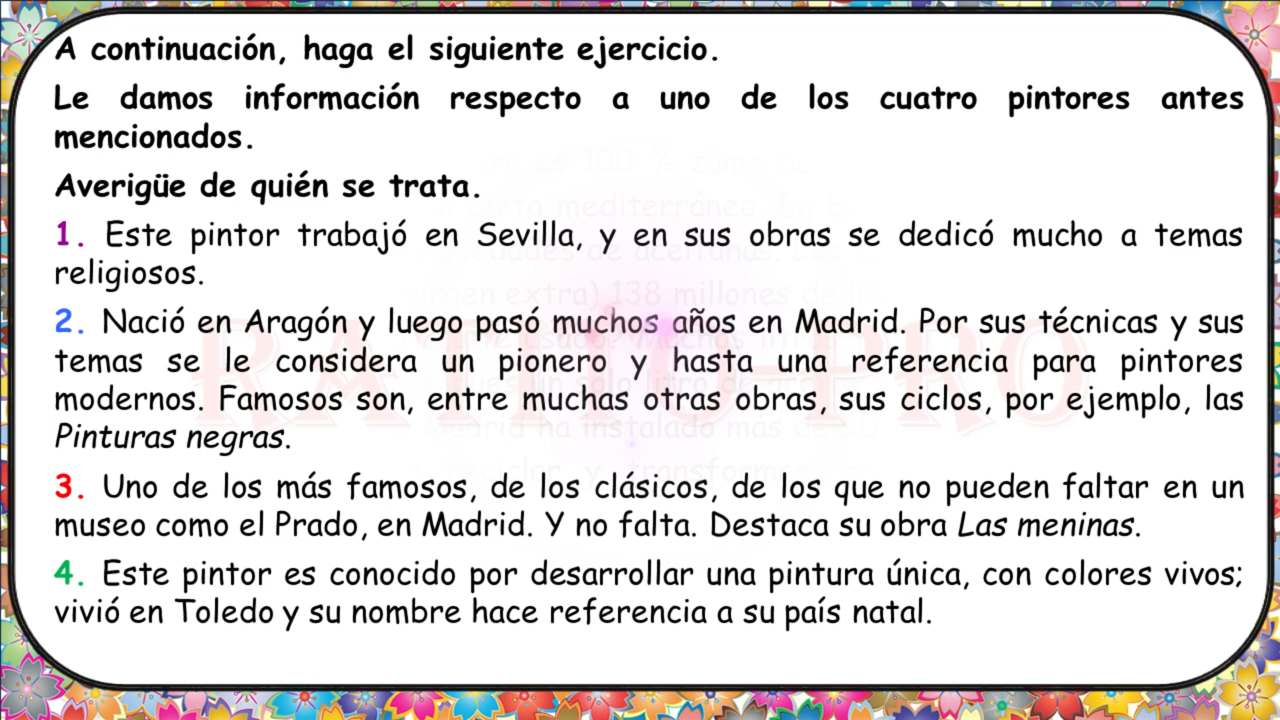 A continuación, haga el siguiente ejercicio.
Le damos información respecto a uno de los cuatro pintores antes
mencionados.
Averigüe de quién se trata.
1. Este pintor trabajó en Sevilla, y en sus obras se dedicó mucho a temas
religiosos.
2. Nació en Aragón y luego pasó muchos años en Madrid. Por sus técnicas y sus
temas se le considera un pionero y hasta una referencia para pintores
modernos. Famosos son, entre muchas otras obras, sus ciclos, por ejemplo, las
Pinturas negras.
3. Uno de los más famosos, de los clásicos, de los que no pueden faltar en un
museo como el Prado, en Madrid. Y no falta. Destaca su obra Las meninas.
4. Este pintor es conocido por desarrollar una pintura única, con colores vivos;
vivió en Toledo y su nombre hace referencia a su país natal.